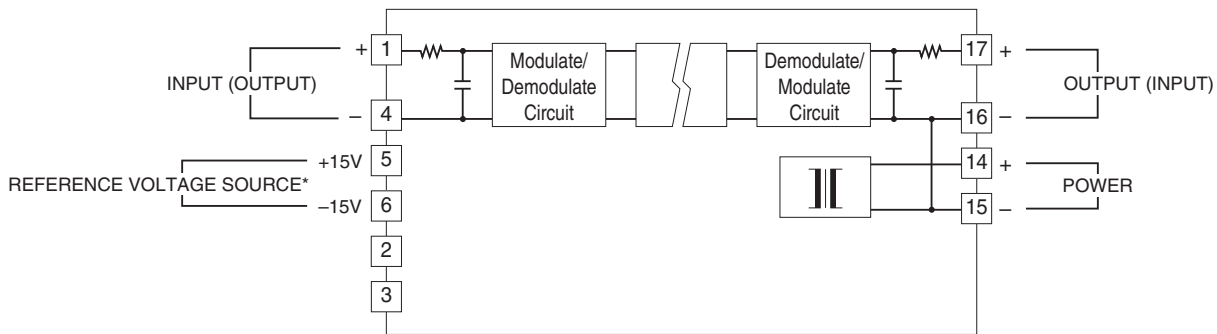 + 1
INPUT (OUTPUT)
− 4
Modulate/
Demodulate
Circuit
Demodulate/
Modulate
Circuit
17 +
OUTPUT (INPUT)
16 −
REFERENCE VOLTAGE SOURCE*
+15V 5
−15V 6
2
3
14 +
POWER
15 −